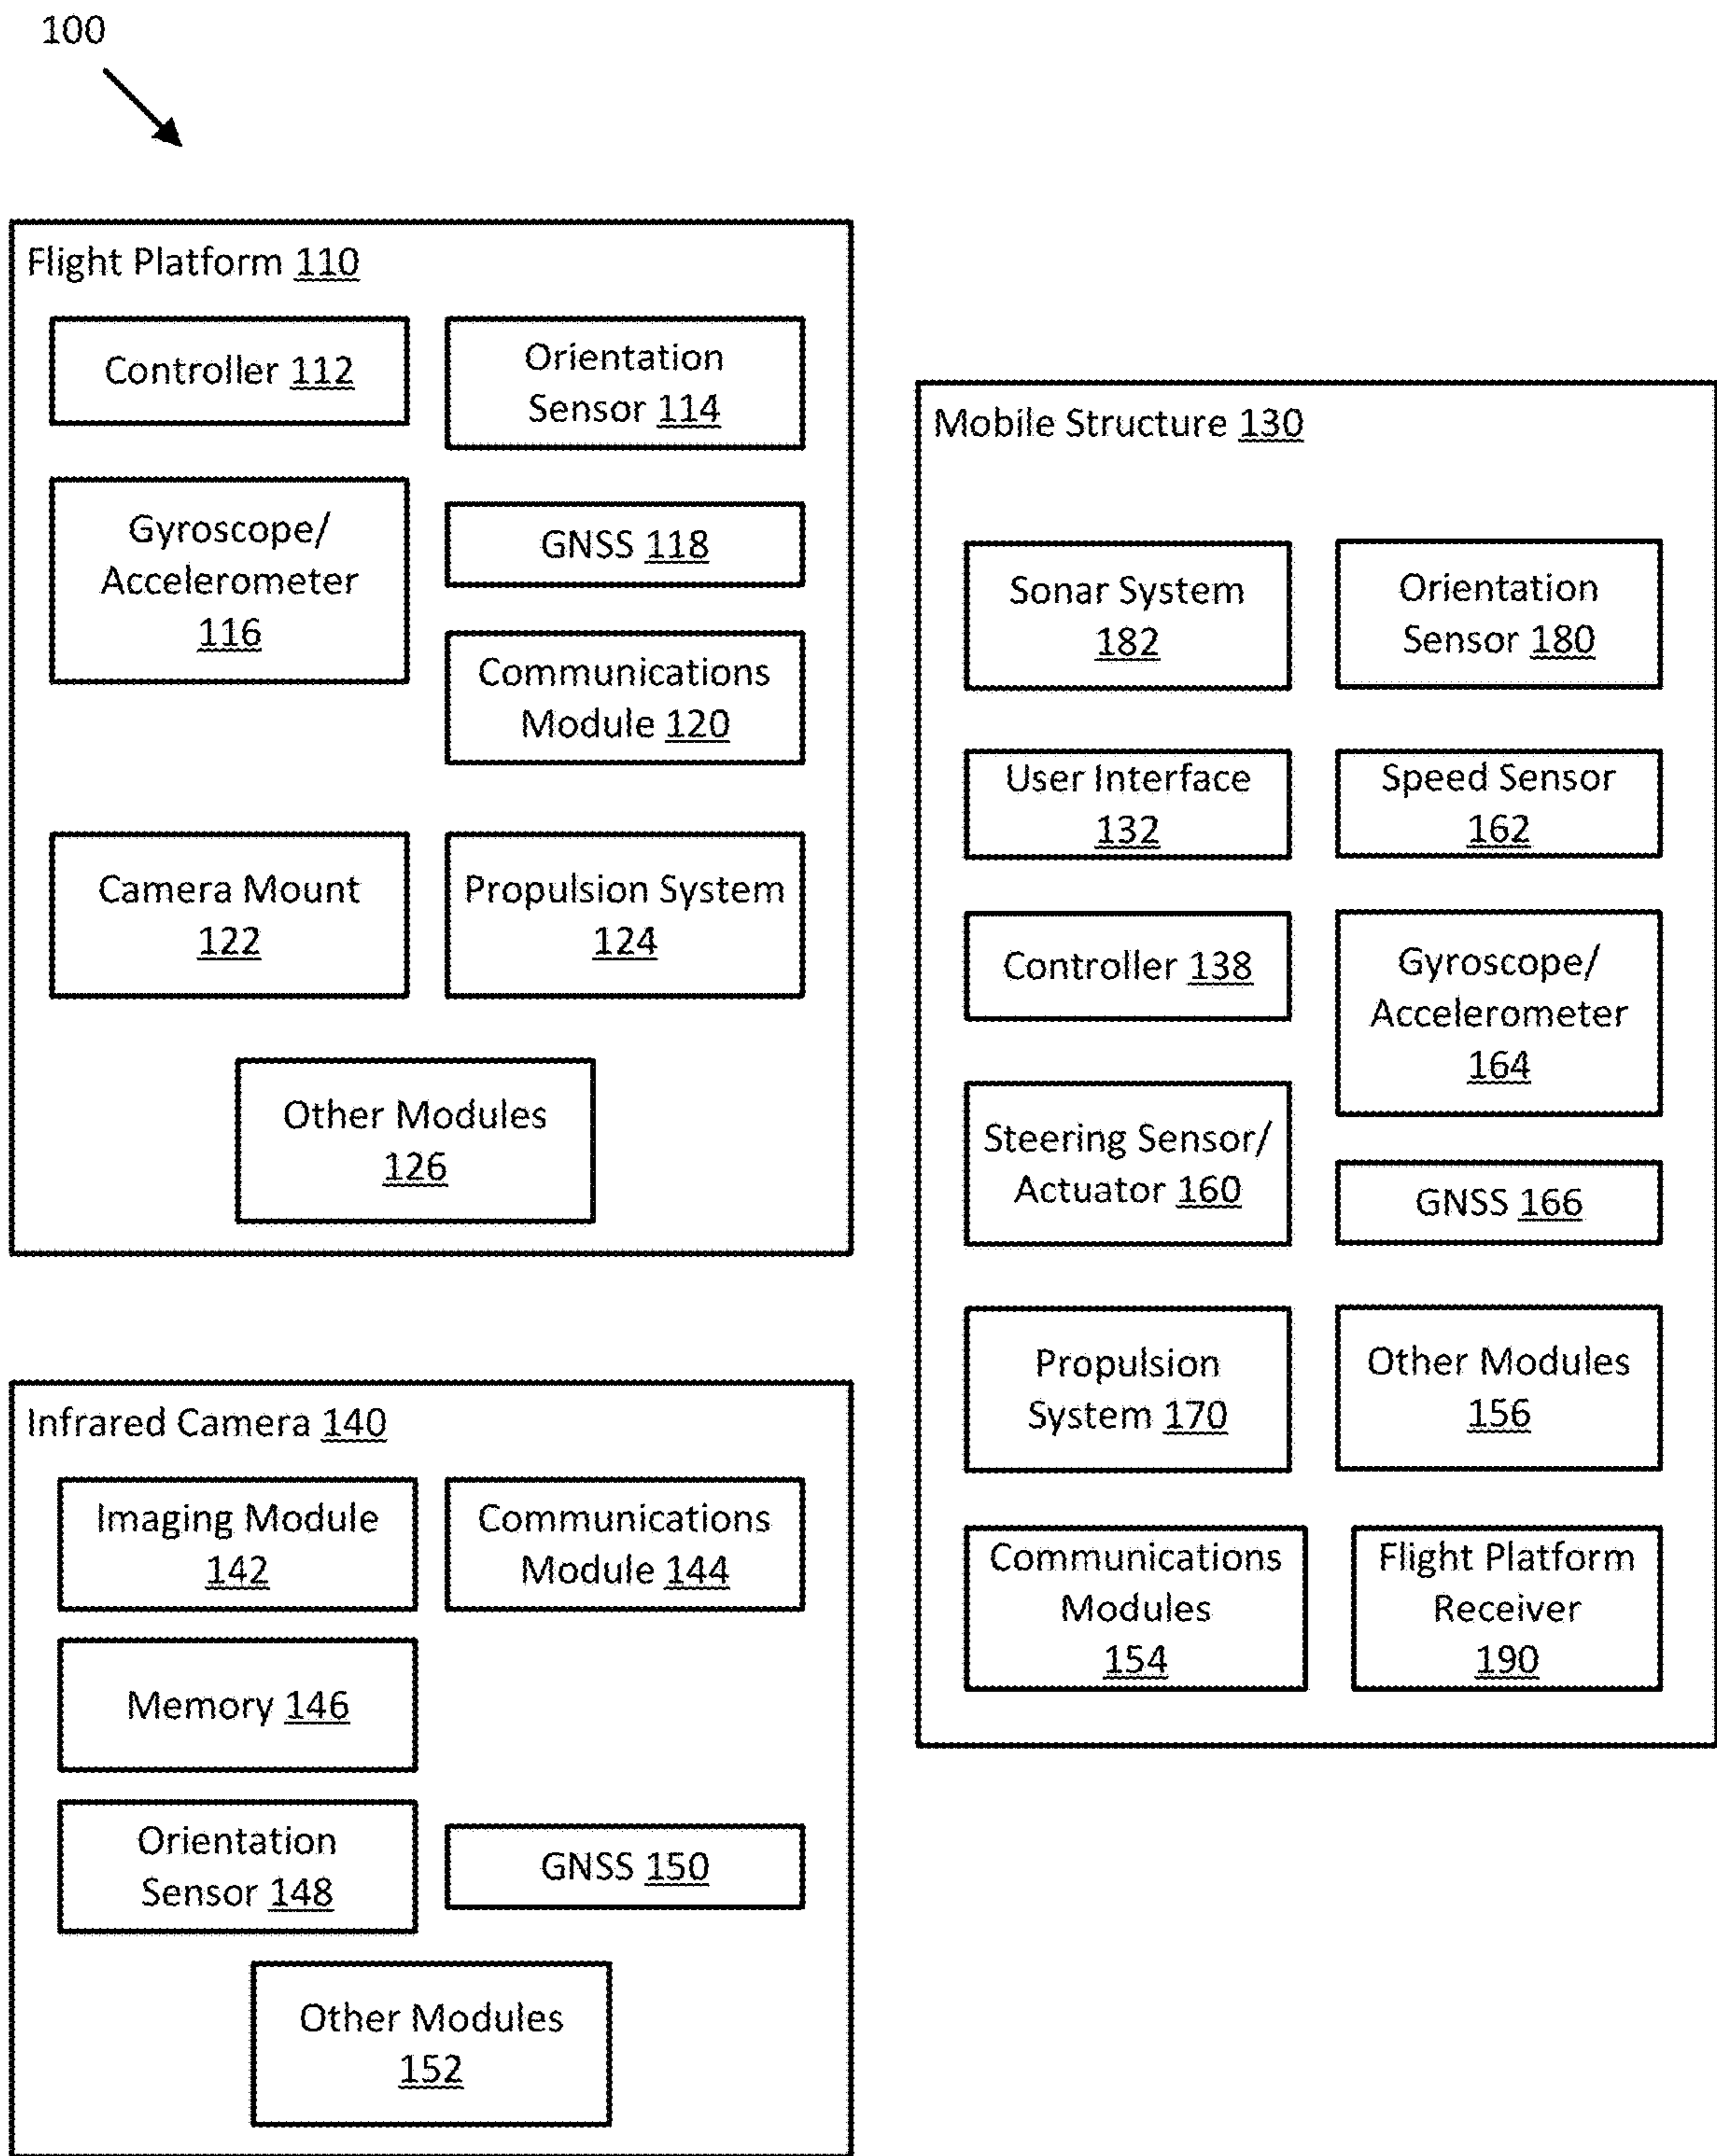 100
Flight Platform 110
Controller 112
Orientation
Sensor 114
Gyroscope/
Accelerometer
116
GNSS 118
Communications
Module 120
Camera Mount
122
Propulsion System
124
Other Modules
126
Mobile Structure 130
Sonar System
182
Orientation
Sensor 180
User Interface
132
Speed Sensor
162
Controller 138
Gyroscope/
Accelerometer
164
Steering Sensor/
Actuator 160
GNSS 166
Propulsion
System 170
Other Modules
156
Communications
Modules
154
Flight Platform
Receiver
190
Infrared Camera 140
Imaging Module
142
Communications
Module 144
Memory 146
Orientation
Sensor 148
GNSS 150
Other Modules
152